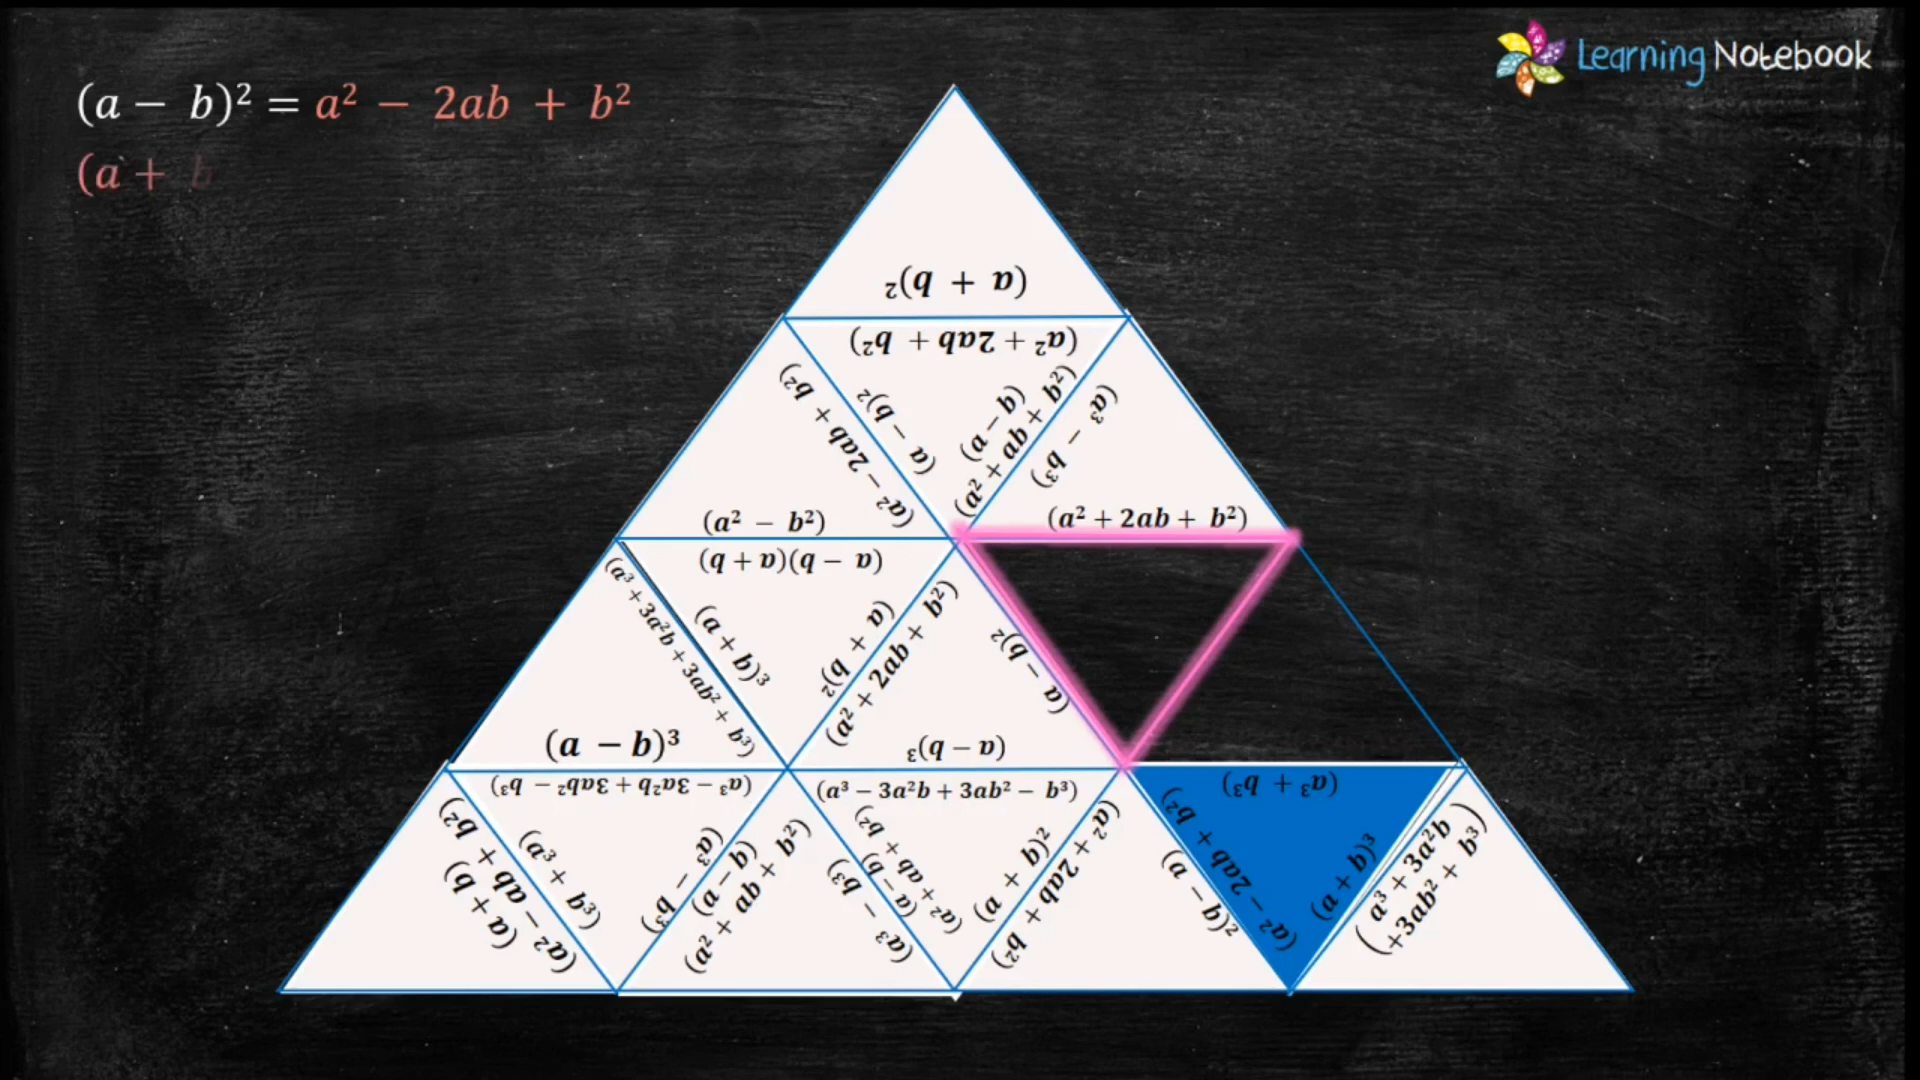 Learning Notebook
(a − b)² = a² − 2ab + b²
(a + b
(a + b)²
(a² + 2ab + b²)
(a² − 2ab + b²)
(a − b)²
(a − b)
(a² + ab + b²)
(a³ − b³)
(a² − b²)
(a² + 2ab + b²)
(a + b)(a − b)
(a³ + 3a²b + 3ab² + b³)
(a + b)³
(a + b)²
(a² + 2ab + b²)
(a − b)²
(a − b)³
(a − b)³
(a³ − 3a²b + 3ab² − b³)
(a³ − 3a²b + 3ab² − b³)
(a³ + b³)
(a + b)
(a² − ab + b²)
(a³ + b³)
(a³ − b³)
(a − b)
(a² + ab + b²)
(a³ − b³)
(a − b)
(a² + ab + b²)
(a + b)²
(a² + 2ab + b²)
(a − b)²
(a² − 2ab + b²)
(a + b)³
(a³ + 3a²b
+3ab² + b³)